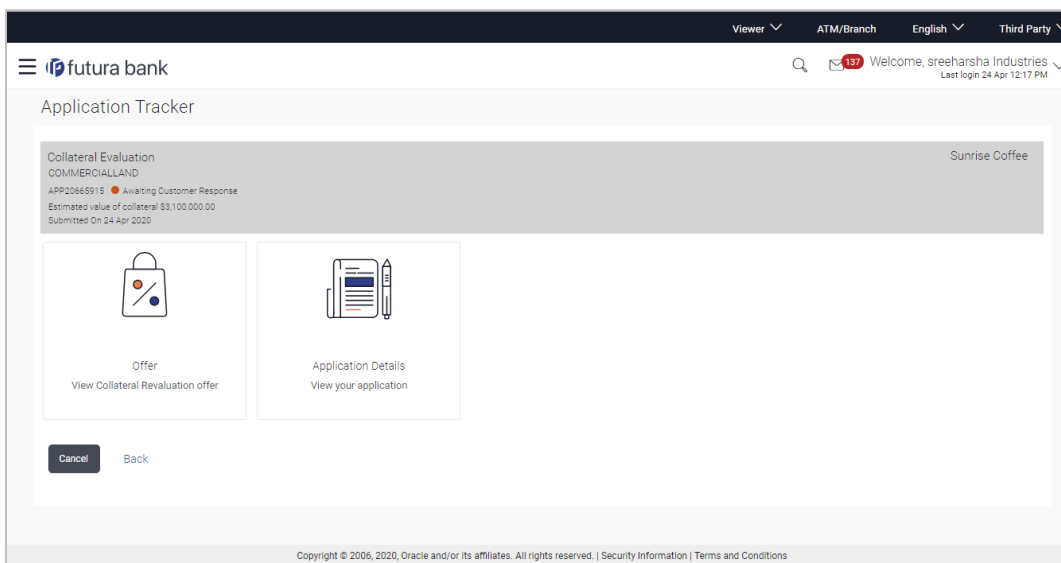 Viewer ATM/Branch English Third Party
futura bank 137 Welcome, sreeharsha Industries
Last login 24 Apr 12:17 PM
Application Tracker
Collateral Evaluation Sunrise Coffee
COMMERCIALLAND
APP20665915 Awaiting Customer Response
Estimated value of collateral $3,100,000.00
Submitted On 24 Apr 2020
Offer Application Details
View Collateral Revaluation offer View your application
Cancel Back
Copyright © 2006, 2020, Oracle and/or its affiliates. All rights reserved. | Security Information | Terms and Conditions